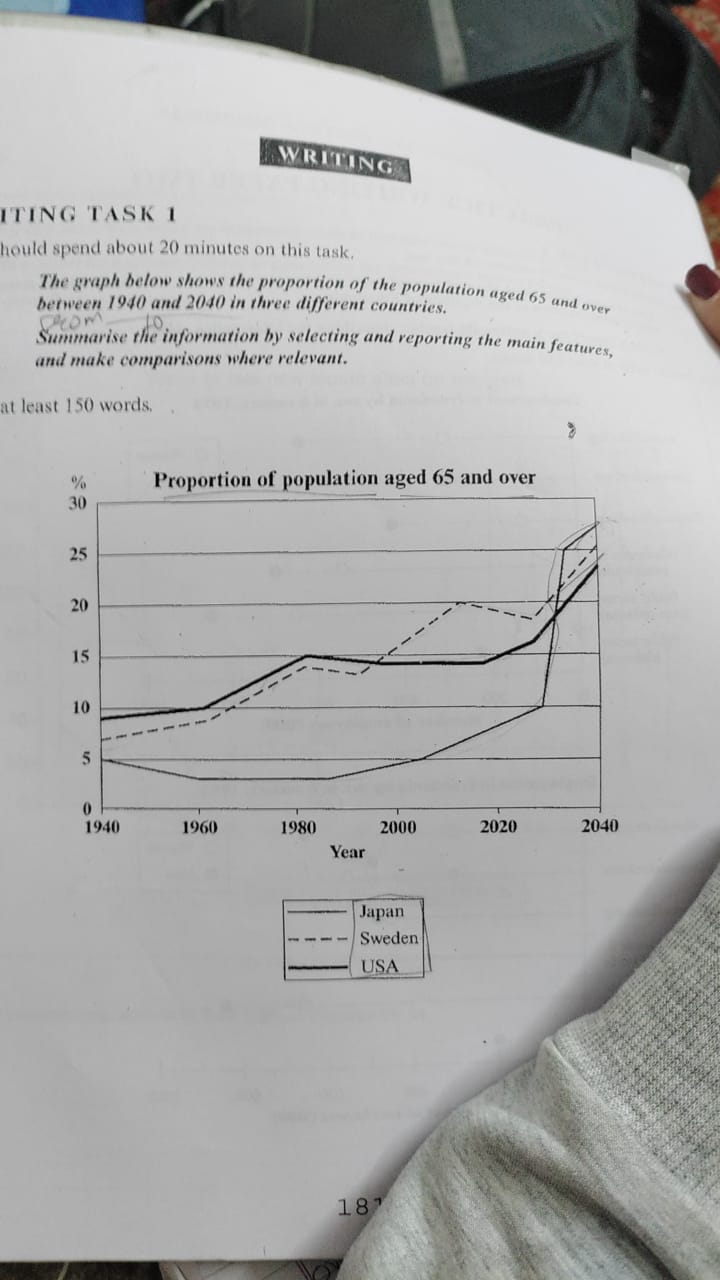 WRITING
ITING TASK 1
hould spend about 20 minutes on this task.
The graph below shows the proportion of the population aged 65 and over
between 1940 and 2040 in three different countries.
to
Summarise the information by selecting and reporting the main features,
and make comparisons where relevant.
at least 150 words.
% Proportion of population aged 65 and over
30
25
20
15
10
5
0
1940 1960 1980 2000 2020 2040
Year
Japan
Sweden
USA
181